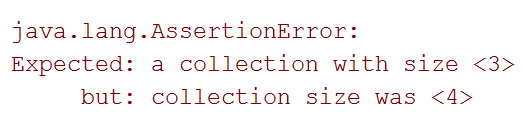 java.lang.AssertionError:
Expected: a collection with size <3>
     but: collection size was <4>